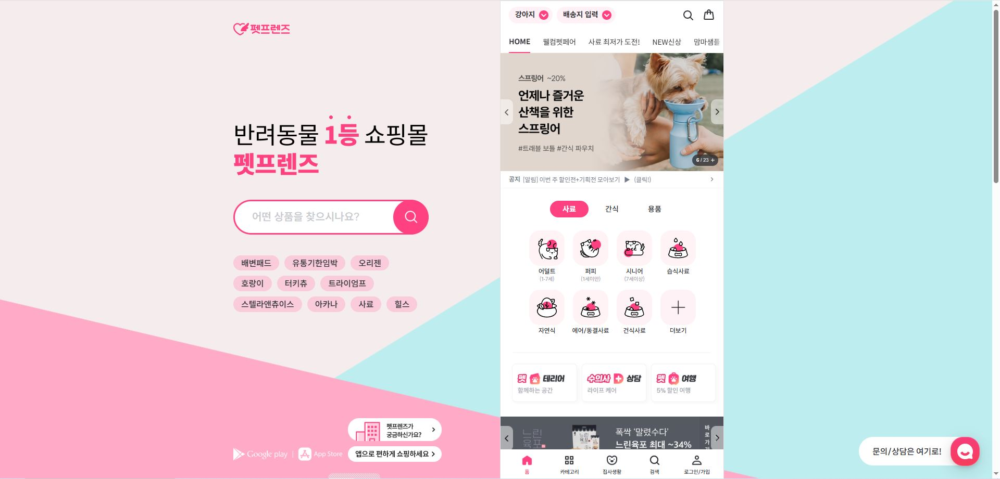 펫프렌즈
반려동물 1등 쇼핑몰
펫프렌즈
어떤 상품을 찾으시나요?
배변패드 유통기한임박 오리젠
호랑이 터키츄 트라이엄프
스텔라앤츄이스 아카나 사료 힐스
펫프렌즈가
궁금하신가요?
Google play | App Store
앱으로 편하게 쇼핑하세요
강아지 배송지 입력
HOME 웰컴펫페어 사료 최저가 도전! NEW신상 맘마샘플
스프링어 ~20%
언제나 즐거운
산책을 위한
스프링어
#트래블 보틀 #간식 파우치
6 / 23 +
공지 [알림] 이번 주 할인전+기획전 모아보기 ▶ (클릭!)
사료 간식 용품
어덜트 퍼피 시니어 습식사료
(1-7세) (1세미만) (7세이상)
자연식 에어/동결사료 건식사료 더보기
펫테리어 수의사 상담 펫 여행
함께하는 공간 라이프 케어 5% 할인 여행
느린
육포
느린
육포
폭싹 ‘말렸수다’
느린육포 최대 ~34%
바로가기
홈 카테고리 집사생활 검색 로그인/가입
문의/상담은 여기로!